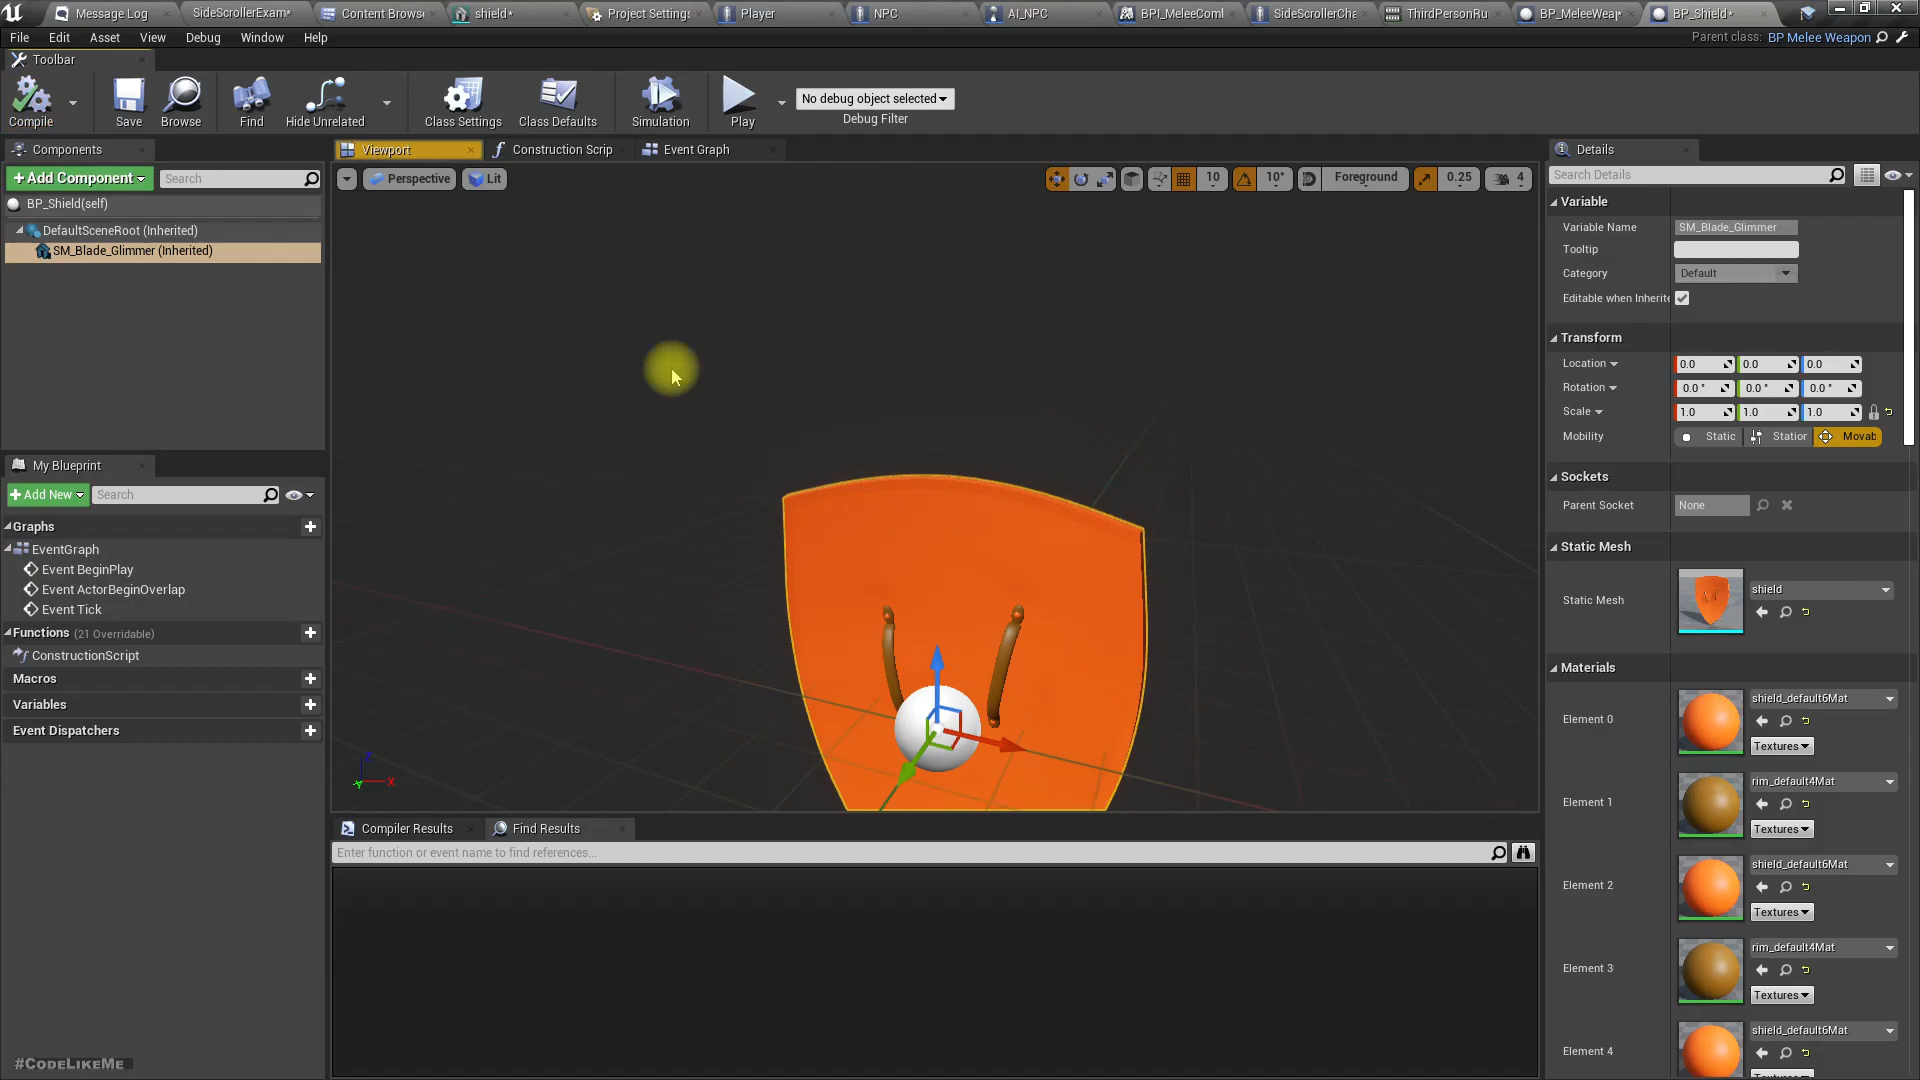 Message Log
SideScrollerExam*
Content Brows
shield*
Project Settings
Player
NPC
AI_NPC
BPI_MeleeComl
SideScrollerCha
ThirdPersonRu
BP_MeleeWeap*
BP_Shield*
File Edit Asset View Debug Window Help
Parent class: BP Melee Weapon
Toolbar
Compile
Save
Browse
Find
Hide Unrelated
Class Settings
Class Defaults
Simulation
Play
No debug object selected
Debug Filter
Components
+Add Component
Search
BP_Shield(self)
DefaultSceneRoot (Inherited)
SM_Blade_Glimmer (Inherited)
My Blueprint
+Add New
Search
Graphs
EventGraph
Event BeginPlay
Event ActorBeginOverlap
Event Tick
Functions (21 Overridable)
ConstructionScript
Macros
Variables
Event Dispatchers
#CodeLikeMe
Viewport
Construction Scrip
Event Graph
Perspective
Lit
10
10°
Foreground
0.25
4
X
Compiler Results
Find Results
Enter function or event name to find references...
Details
Search Details
Variable
Variable Name SM_Blade_Glimmer
Tooltip
Category Default
Editable when Inherite
Transform
Location 0.0 0.0 0.0
Rotation 0.0 ° 0.0 ° 0.0 °
Scale 1.0 1.0 1.0
Mobility Static Station Movab
Sockets
Parent Socket None
Static Mesh
Static Mesh shield
Materials
Element 0 shield_default6Mat
Textures
Element 1 rim_default4Mat
Textures
Element 2 shield_default6Mat
Textures
Element 3 rim_default4Mat
Textures
Element 4 shield_default6Mat